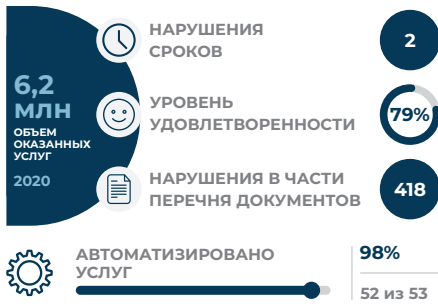 6,2
МЛН
ОБЪЕМ
ОКАЗАННЫХ
УСЛУГ
2020
НАРУШЕНИЯ
СРОКОВ
2
УРОВЕНЬ
УДОВЛЕТВОРЕННОСТИ
79%
НАРУШЕНИЯ В ЧАСТИ
ПЕРЕЧНЯ ДОКУМЕНТОВ
418
АВТОМАТИЗИРОВАНО
УСЛУГ
98%
52 из 53